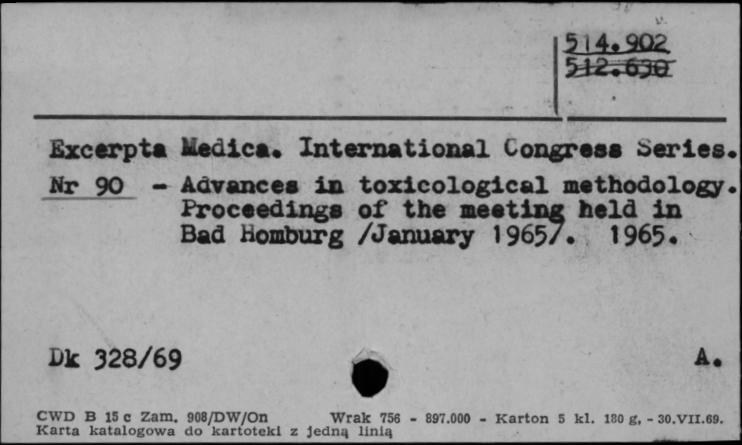 514.902
512.630
Excerpta Medica. International Congress Series.
Nr 90 - Advances in toxicological methodology.
Proceedings of the meeting held in
Bad Homburg /January 1965/. 1965.
Dk 328/69 A.
CWD B 15 c Zam. 908/DW/On Wrak 756 - 897.000 - Karton 5 kl. 180 g, - 30.VII.69.
Karta katalogowa do kartoteki z jedną linią